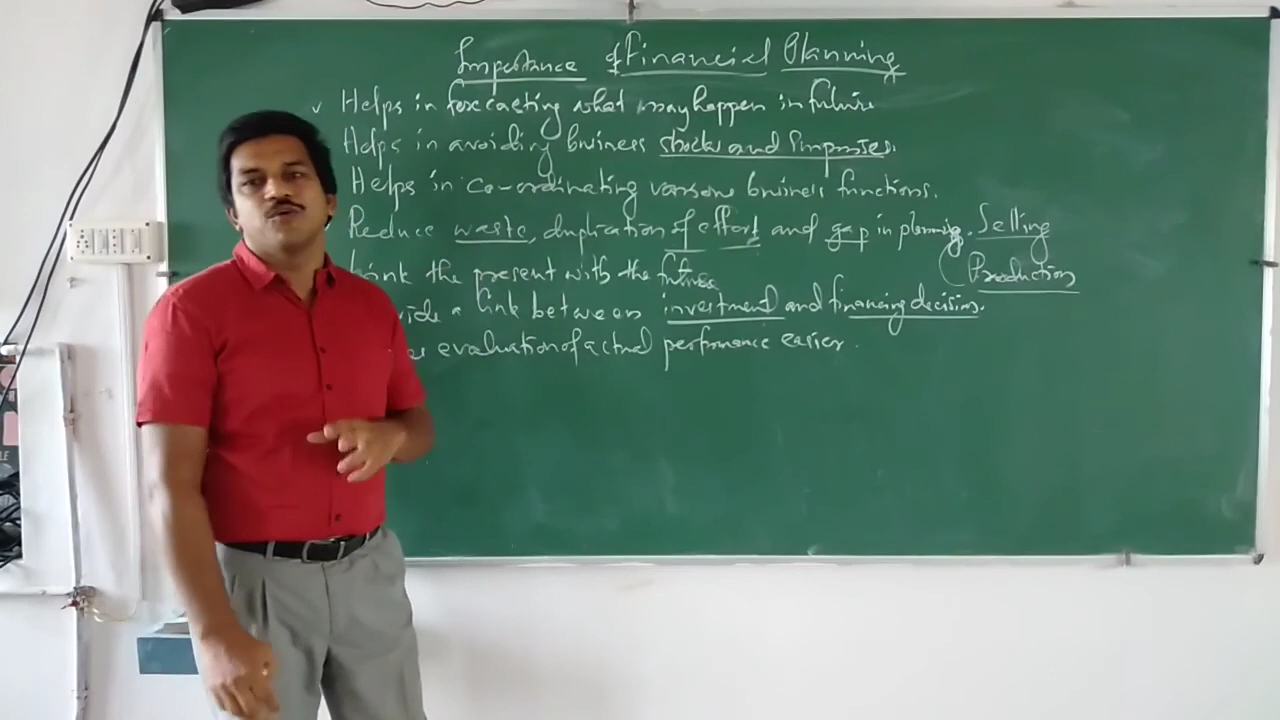 Importance of Financial Planning
✓ Helps in forecasting what may happen in future
Helps in avoiding business shocks and surprises.
Helps in Co-ordinating various business functions.
Reduce waste, duplication of effort and gap in planning. Selling
(Production
Link the present with the future
vide a link between investment and financing decision.
es evaluation of actual performance easier.